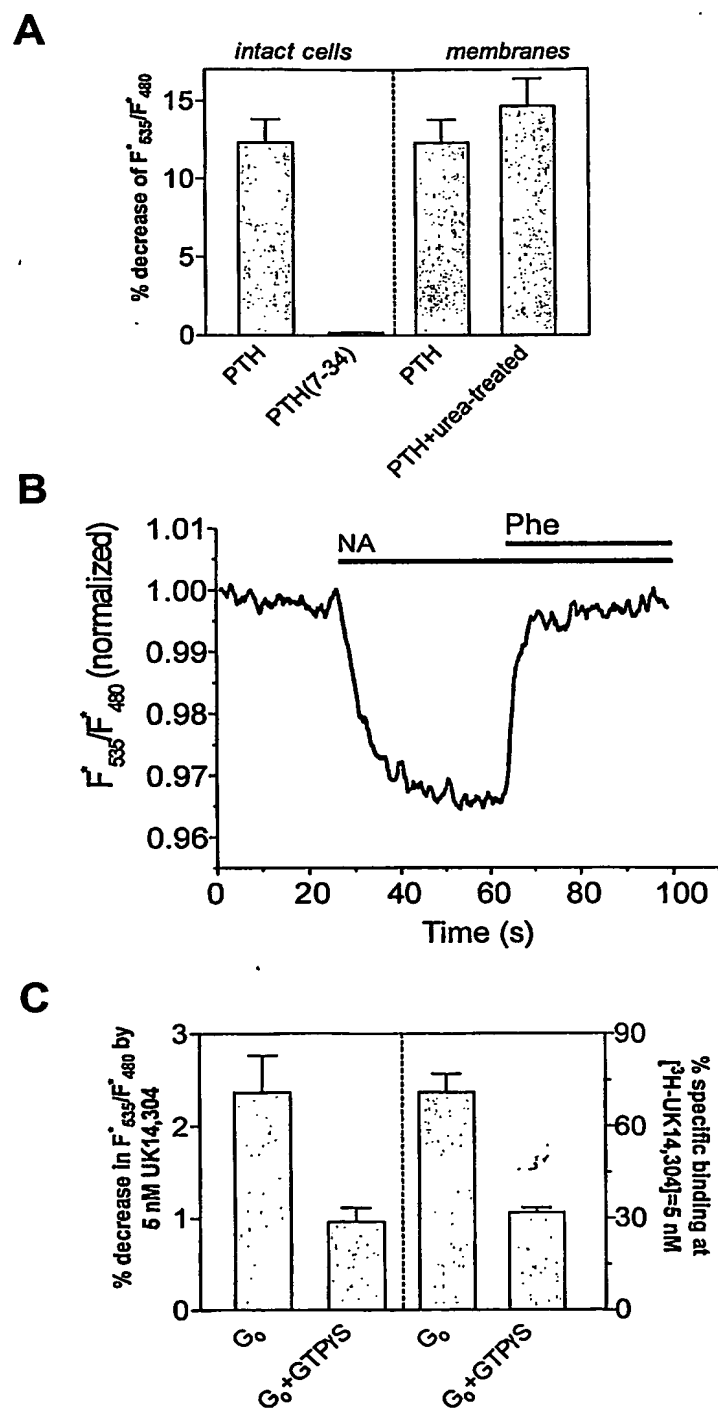 A
intact cells
membranes
% decrease of F*535/F*480
15
10
5
0
PTH
PTH(7-34)
PTH
PTH+urea-treated
B
F*535/F*480 (normalized)
1.01
1.00
0.99
0.98
0.97
0.96
NA
Phe
0
20
40
60
80
100
Time (s)
C
% decrease in F*535/F*480 by
5 nM UK14,304
3
2
1
0
90
60
30
0
% specific binding at
[³H-UK14,304]=5 nM
Go
Go+GTPγS
Go
Go+GTPγS